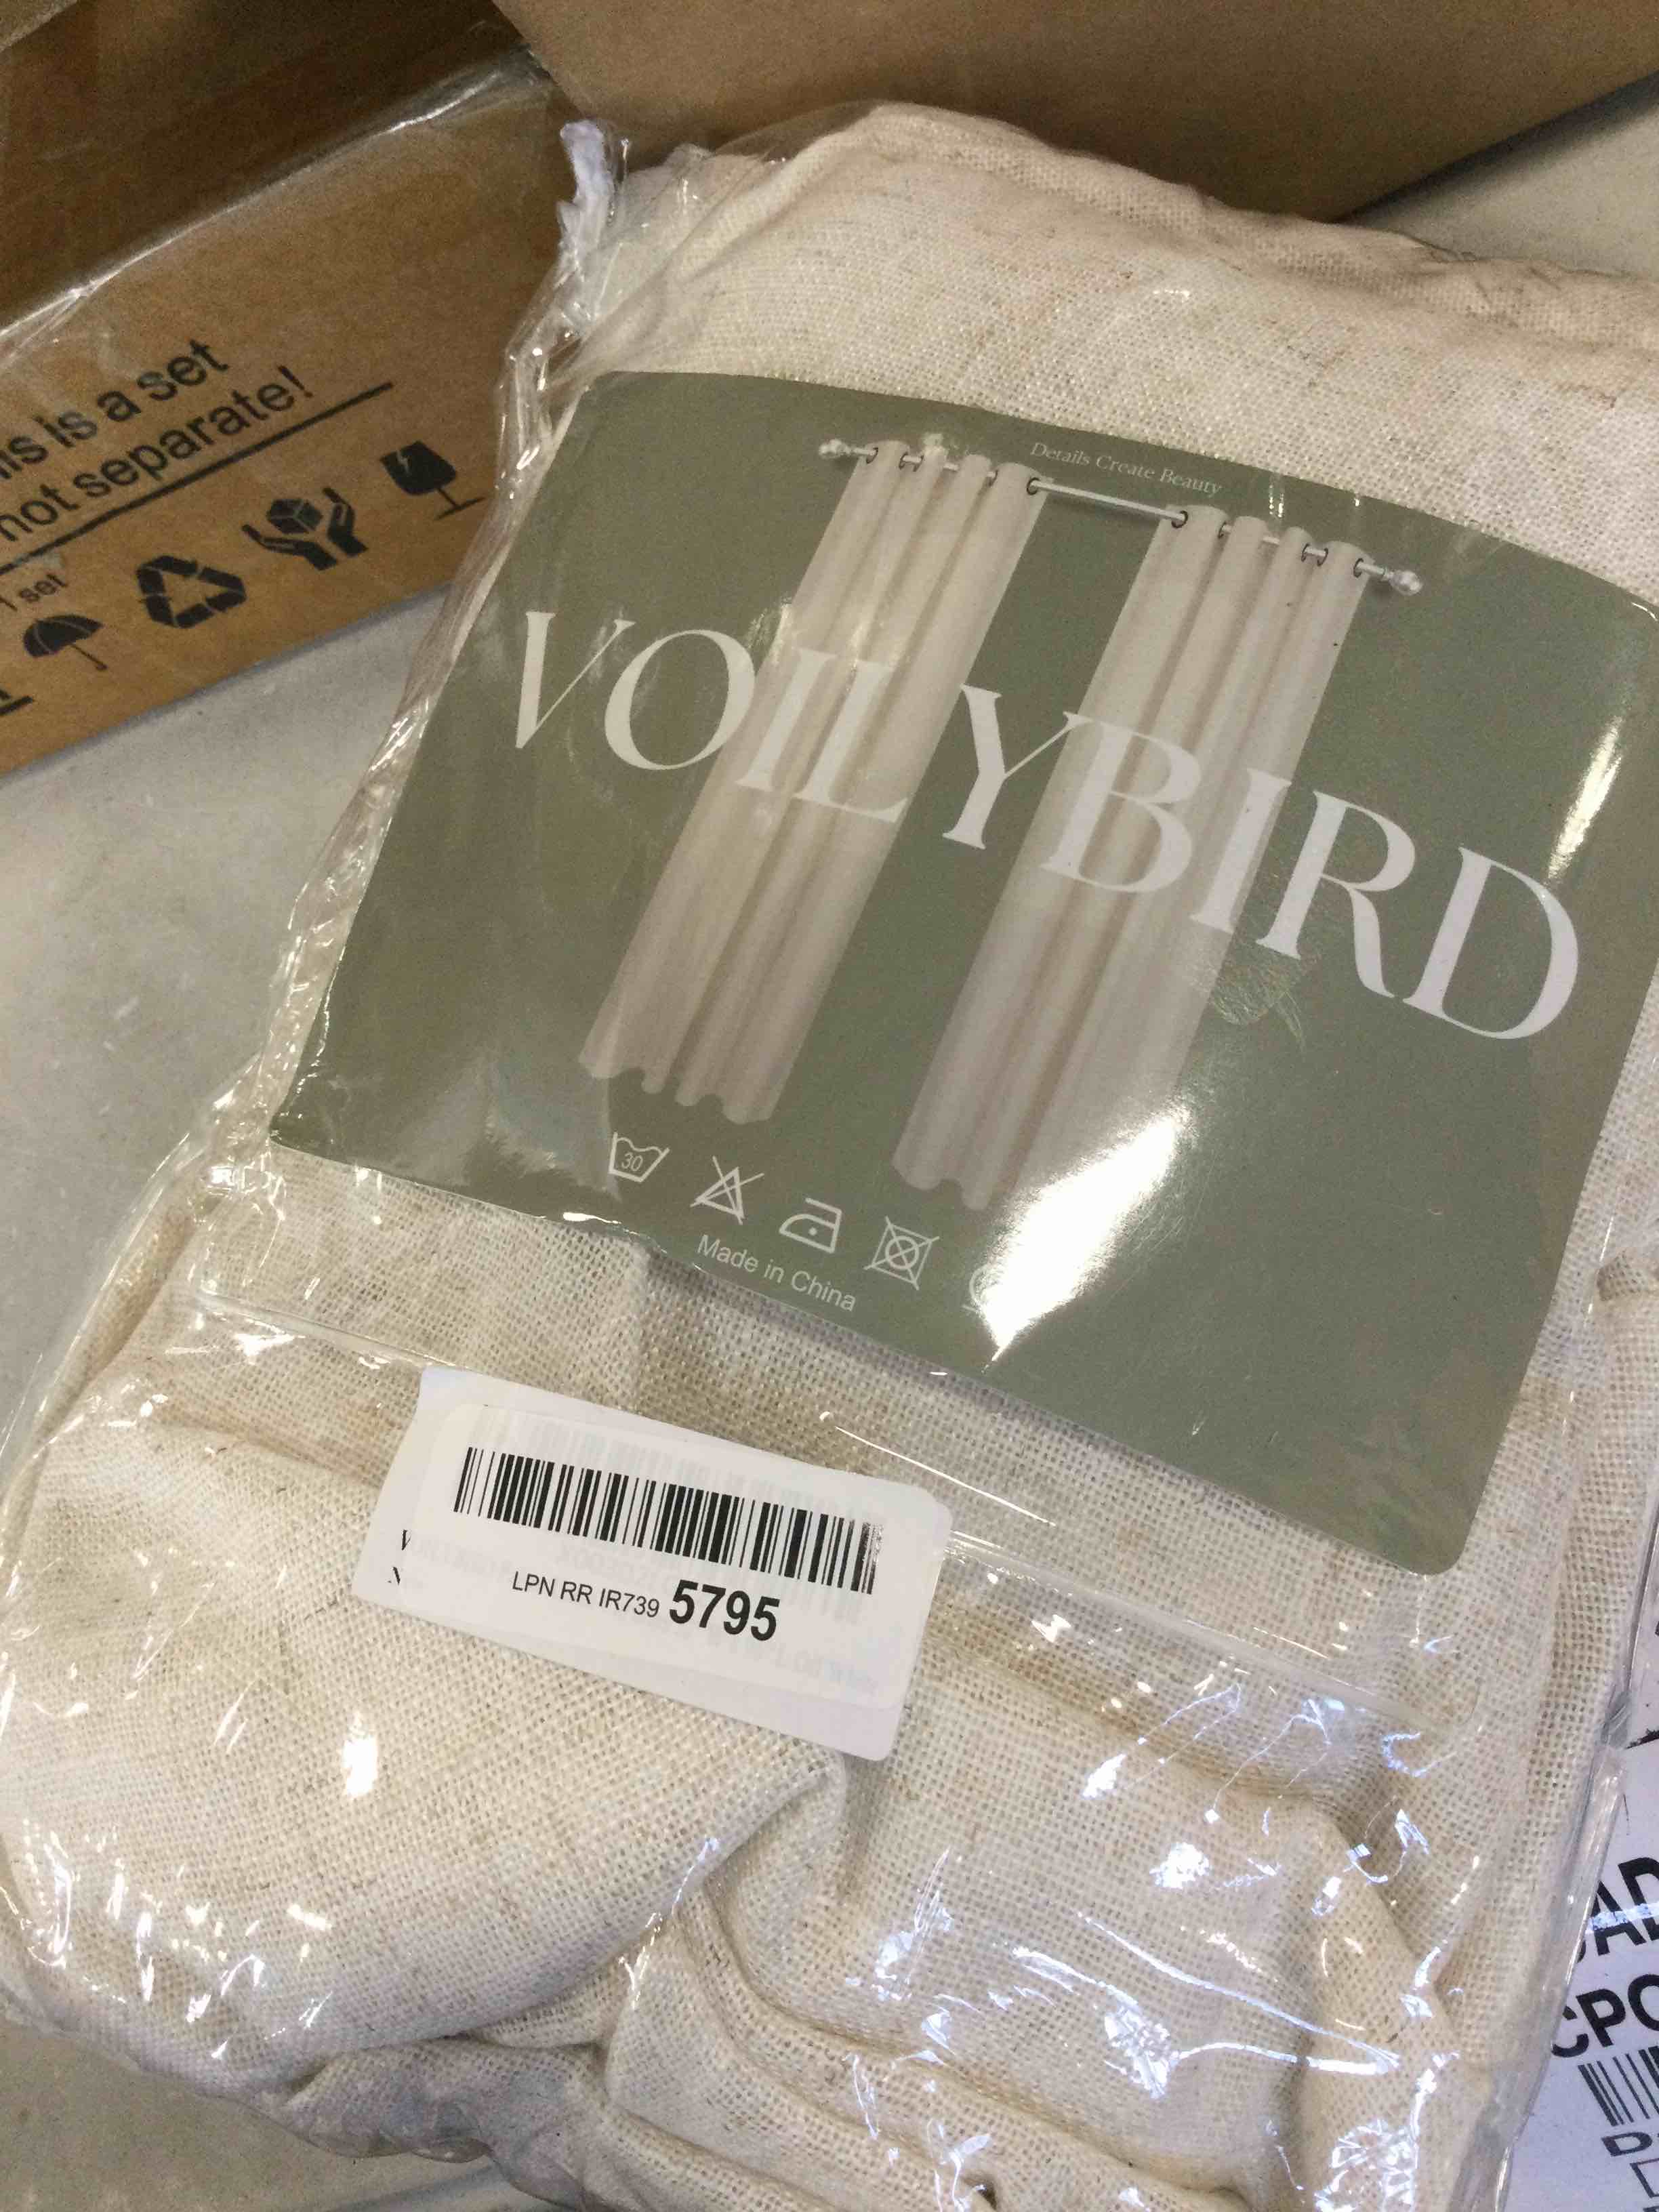 is is a set
not separate!
1 set
Details Create Beauty
VOILYBIRD
30
Made in China
LPN RR IR739 5795
CPC